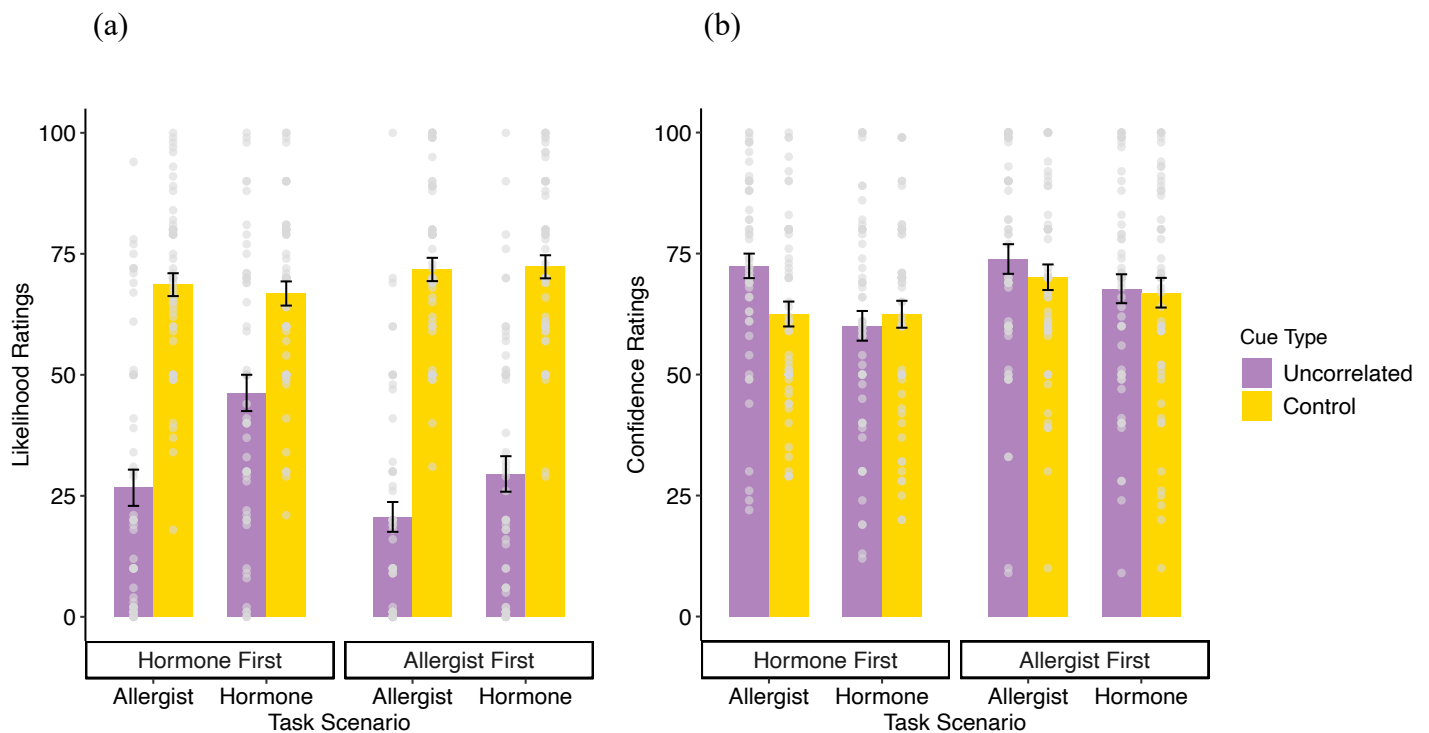 (a)
(b)
Likelihood Ratings
100
75
50
25
0
Hormone First
Allergist First
Allergist
Hormone
Allergist
Hormone
Task Scenario
Confidence Ratings
100
75
50
25
0
Hormone First
Allergist First
Allergist
Hormone
Allergist
Hormone
Task Scenario
Cue Type
Uncorrelated
Control